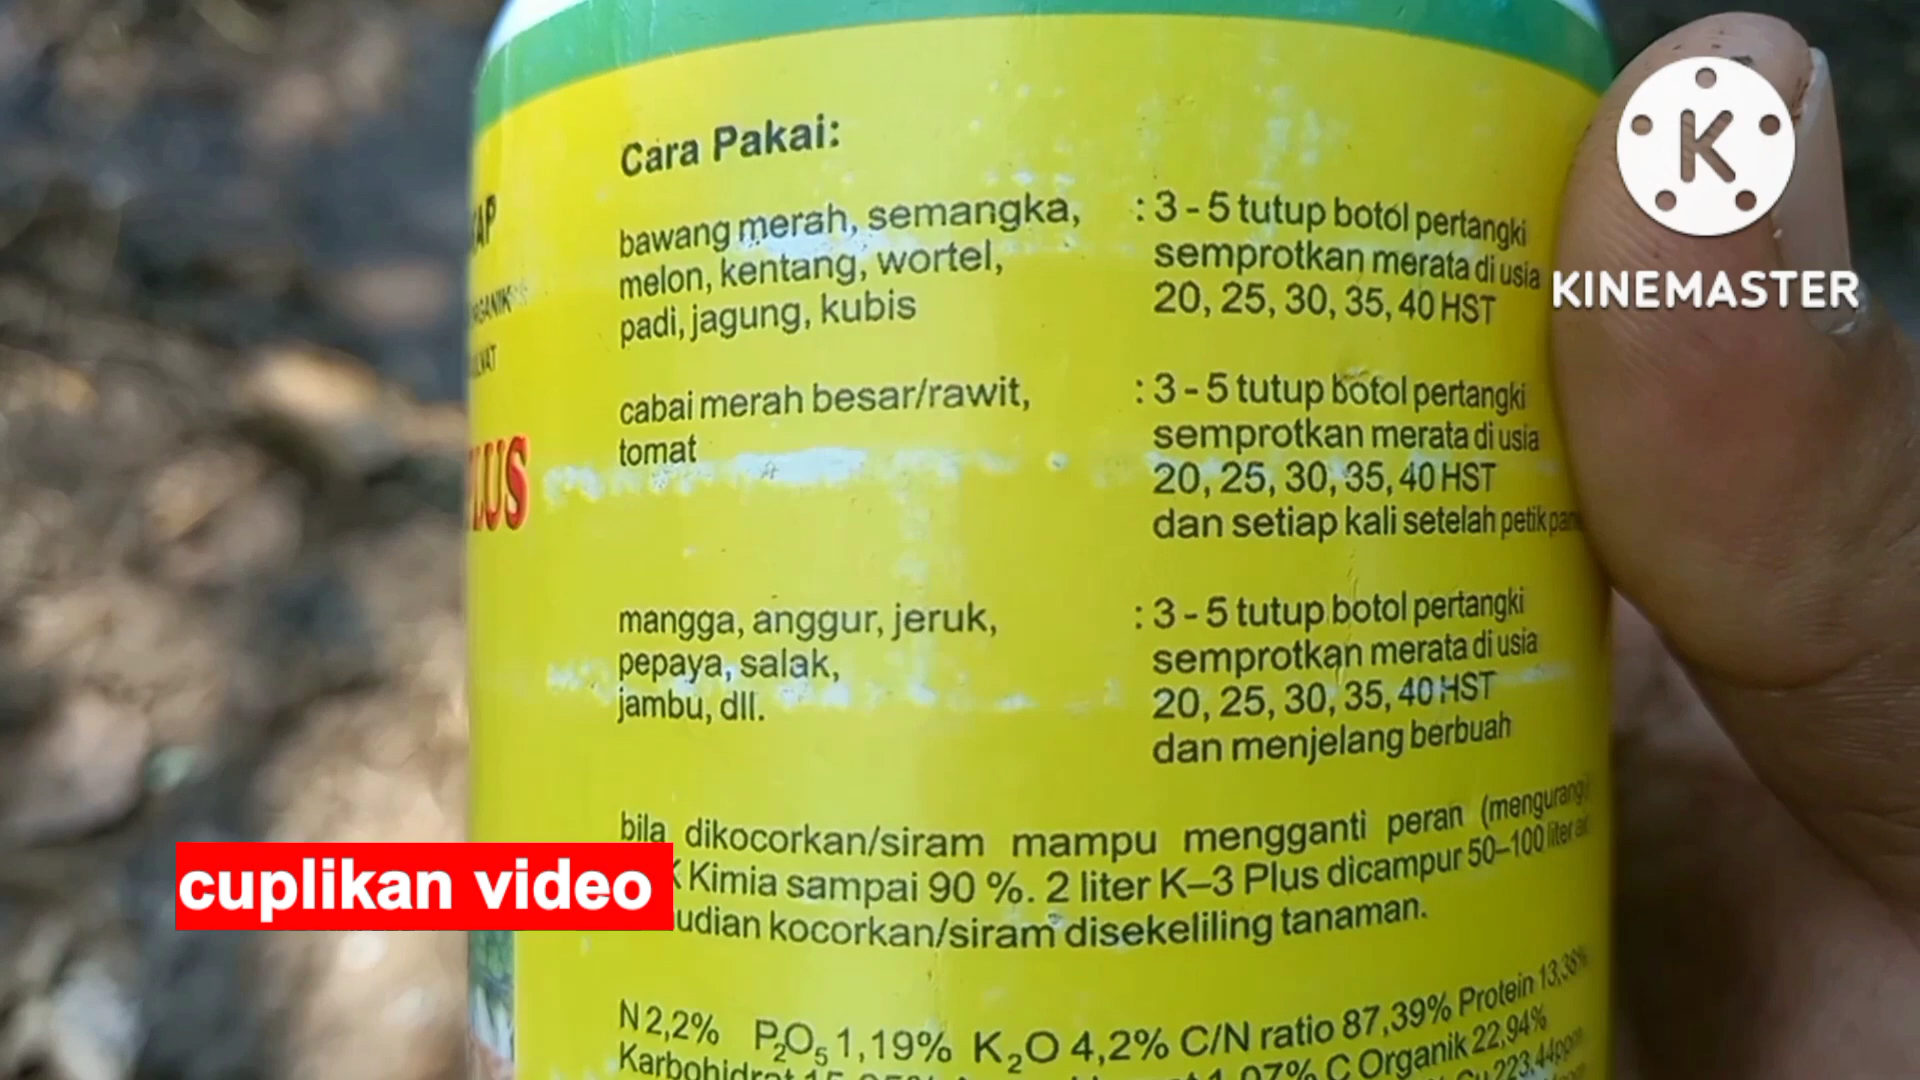 Cara Pakai:
bawang merah, semangka,
melon, kentang, wortel,
padi, jagung, kubis
: 3 - 5 tutup botol pertangki
semprotkan merata di usia
20, 25, 30, 35, 40 HST
cabai merah besar/rawit,
tomat
: 3 - 5 tutup botol pertangki
semprotkan merata di usia
20, 25, 30, 35, 40 HST
dan setiap kali setelah petik
mangga, anggur, jeruk,
pepaya, salak,
jambu, dll.
: 3 - 5 tutup botol pertangki
semprotkan merata di usia
20, 25, 30, 35, 40 HST
dan menjelang berbuah
bila dikocorkan/siram mampu mengganti peran (mengurangi)
Kimia sampai 90 %. 2 liter K-3 Plus dicampur 50-100 liter
kocorkan/siram disekeliling tanaman.
N 2,2% P₂O₅ 1,19% K₂O 4,2% C/N ratio 87,39% Protein 13,38%
C Organik 22,94%
LUS
KINEMASTER
cuplikan video